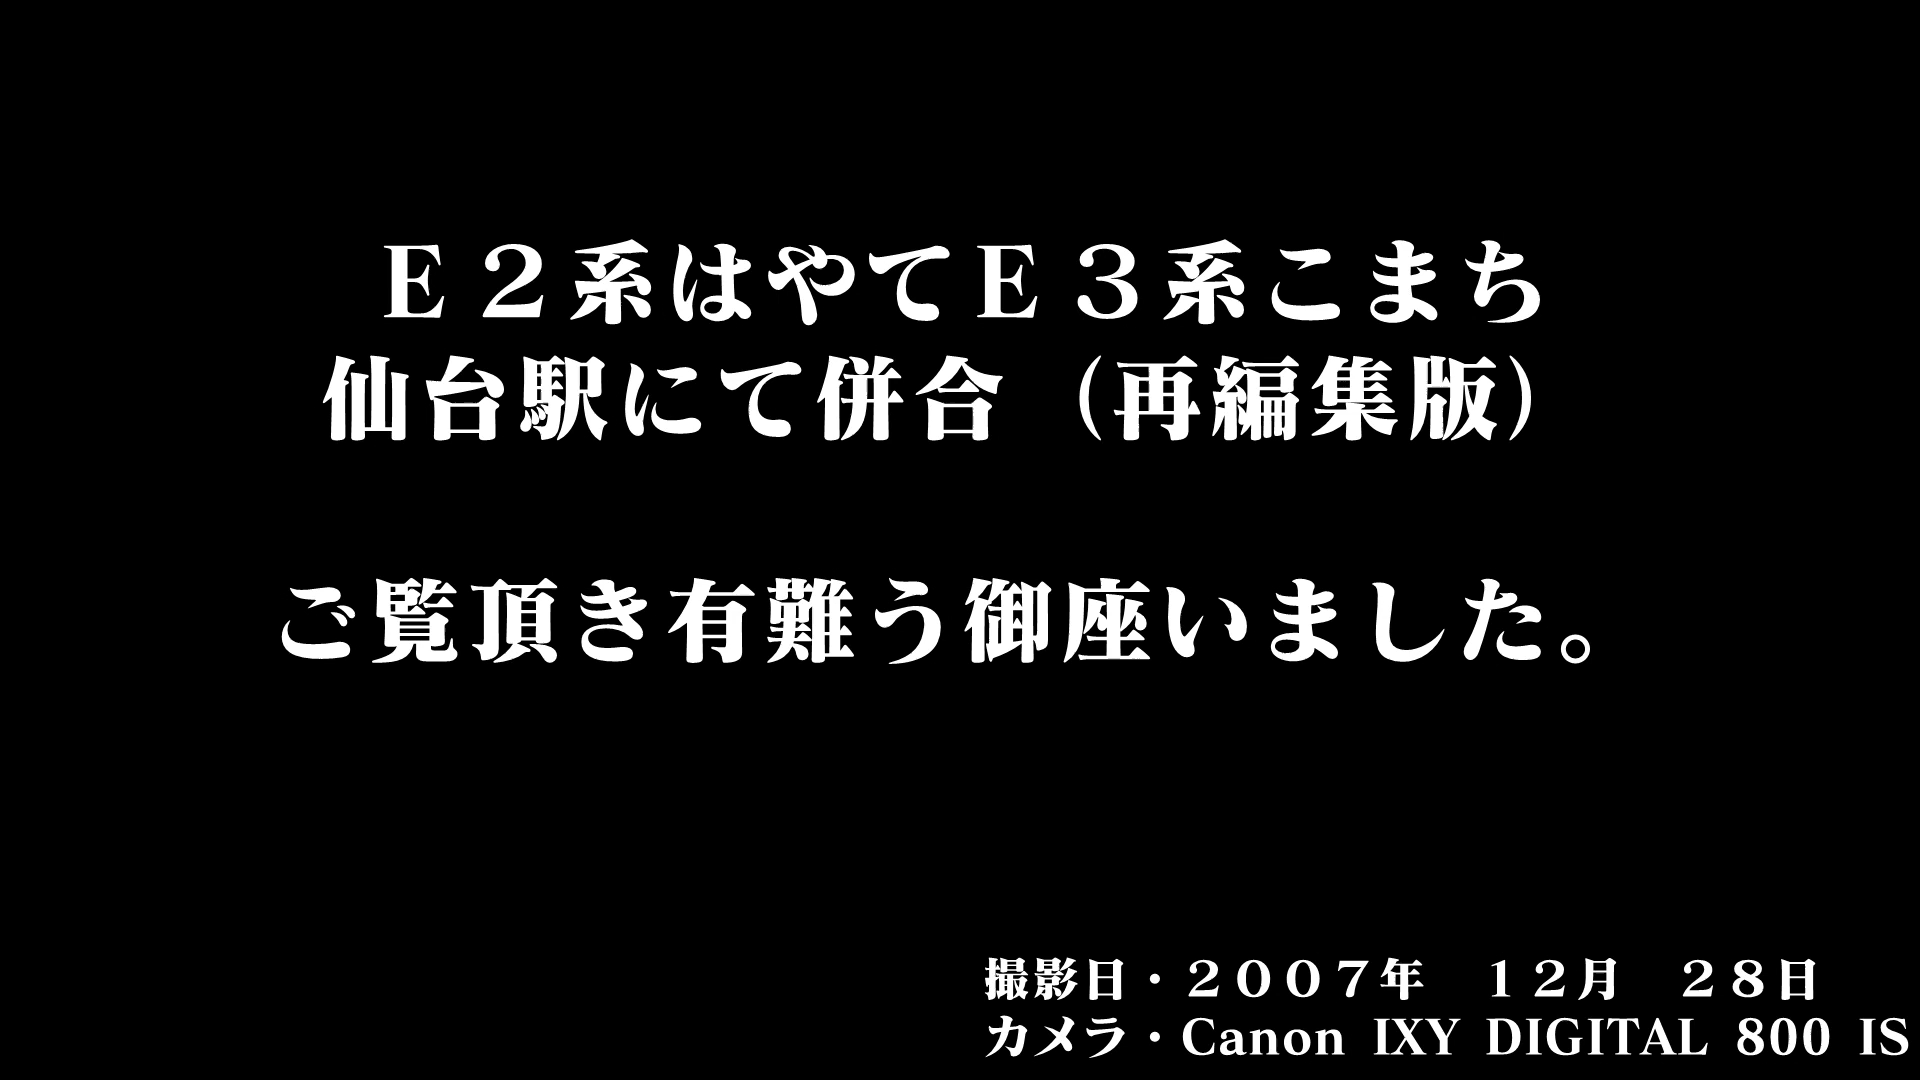 Ｅ２系はやてＥ３系こまち
仙台駅にて併合（再編集版）
ご覧頂き有難う御座いました。
撮影日・２００７年　１２月　２８日
カメラ・Canon IXY DIGITAL 800 IS